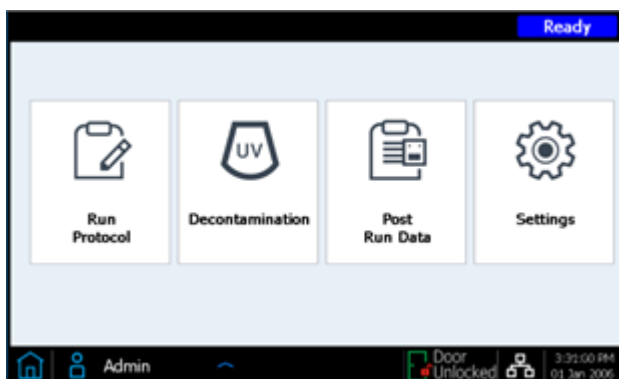 Ready
UV
Run
Protocol
Decontamination
Post
Run Data
Settings
Admin
Door
Unlocked
3:31:00 PM
01 Jan 2006